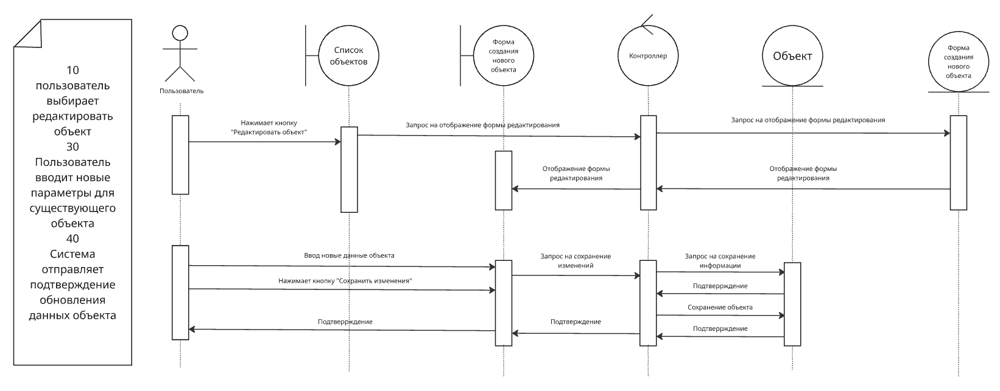 10
пользователь
выбирает
редактировать
объект
30
Пользователь
вводит новые
параметры для
существующего
объекта
40
Система
отправляет
подтверждение
обновления
данных объекта
Пользователь
Список
объектов
Форма
создания
нового
объекта
Контроллер
Объект
Форма
создания
нового
объекта
Нажимает кнопку
"Редактировать объект"
Запрос на отображение формы редактирования
Запрос на отображение формы редактирования
Отображение формы
редактирования
Отображение формы
редактирования
Ввод новые данные объекта
Запрос на сохранение
изменений
Запрос на сохранение
информации
Нажимает кнопку "Сохранить изменения"
Подтверрждение
Сохранение объекта
Подтверрждение
Подтверждение
Подтверрждение